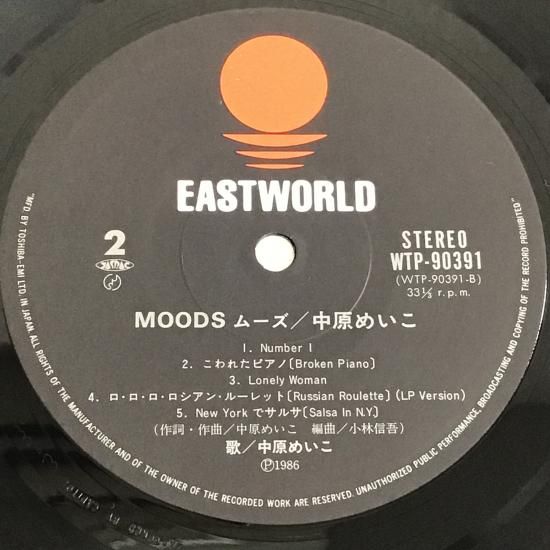 EASTWORLD
2
JASRAC
STEREO
WTP-90391
(WTP-90391-B)
33⅓ r.p.m.
MOODS ムーズ／中原めいこ
1. Number 1
2. こわれたピアノ〔Broken Piano〕
3. Lonely Woman
4. ロ・ロ・ロ・ロシアン・ルーレット〔Russian Roulette〕(LP Version)
5. New York でサルサ〔Salsa In N.Y.〕
(作詞・作曲／中原めいこ 編曲／小林信吾)
歌／中原めいこ
Ⓟ1986
"MF'D BY TOSHIBA-EMI LTD. IN JAPAN ALL RIGHTS OF THE MANUFACTURER AND OF THE OWNER OF THE RECORDED WORK ARE RESERVED. UNAUTHORIZED PUBLIC PERFORMANCE, BROADCASTING AND COPYING OF THE RECORD PROHIBITED"